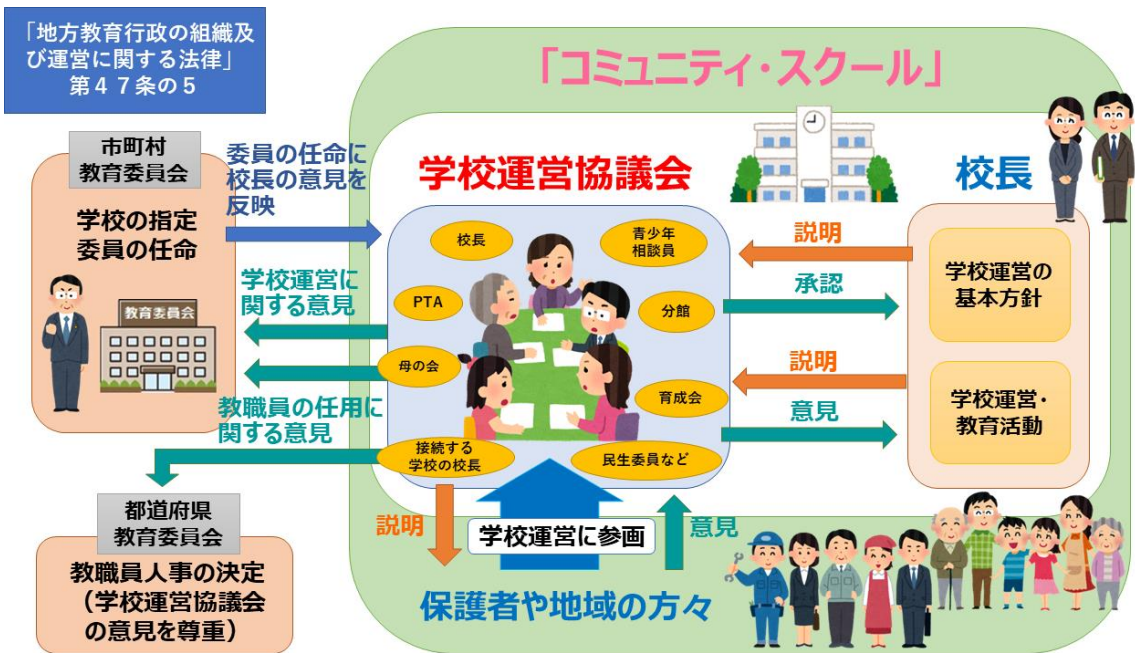 「地方教育行政の組織及
び運営に関する法律」
第４７条の５
「コミュニティ・スクール」
市町村
教育委員会
学校の指定
委員の任命
教育委員会
委員の任命に
校長の意見を
反映
学校運営に
関する意見
教職員の任用に
関する意見
都道府県
教育委員会
教職員人事の決定
（学校運営協議会
の意見を尊重）
学校運営協議会
校長
青少年
相談員
PTA
分館
母の会
育成会
接続する
学校の校長
民生委員など
校長
説明
承認
学校運営の
基本方針
説明
意見
学校運営・
教育活動
説明
学校運営に参画
意見
保護者や地域の方々